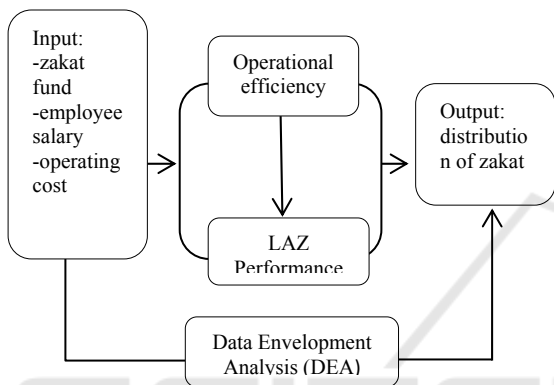 Input:
-zakat
fund
-employee
salary
-operating
cost
Operational
efficiency
LAZ
Performance
Output:
distributio
n of zakat
Data Envelopment
Analysis (DEA)